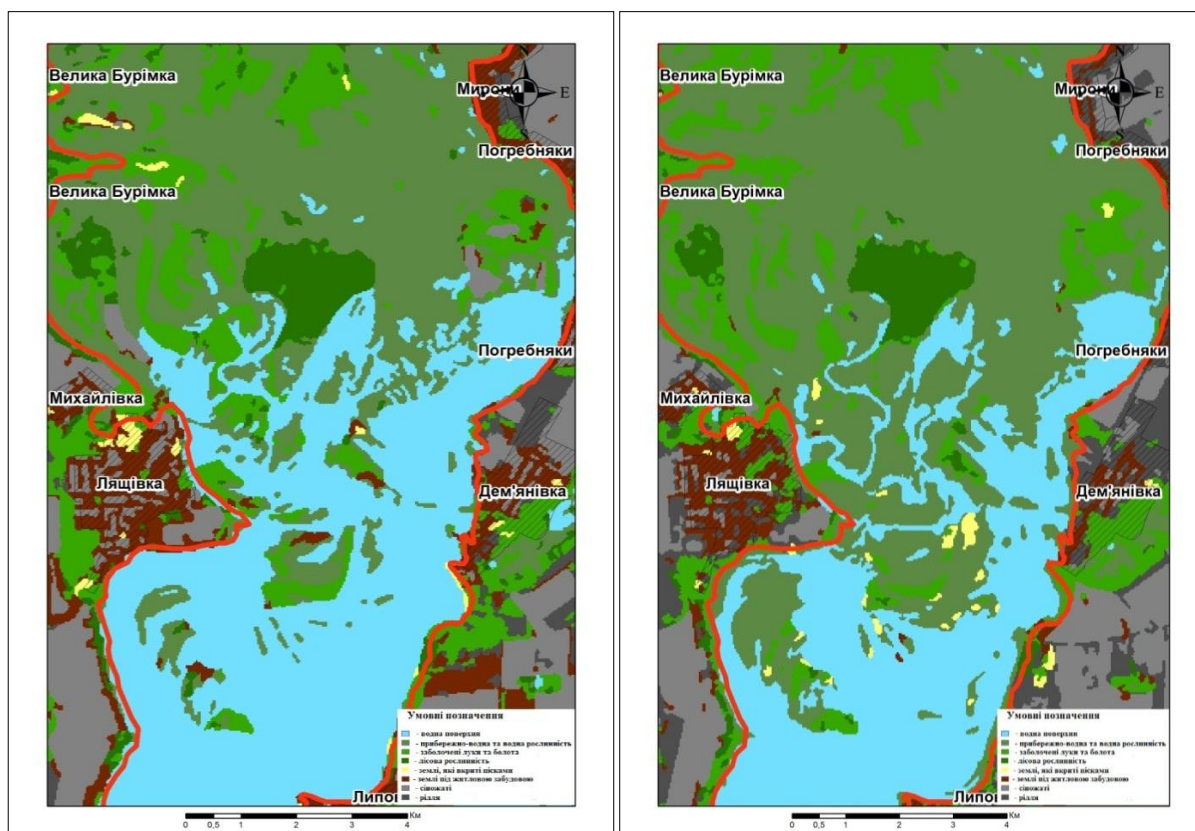 Велика Бурімка
Мирони
N
E
S
Погребняки
Велика Бурімка
Погребняки
Михайлівка
Лящівка
Дем'янівка
Умовні позначення
- водна поверхня
- прибережно-водна та водна рослинність
- заболочені луки та болота
- лісова рослинність
- землі, які вкриті пісками
- землі під житловою забудовою
- сіножаті
- рілля
Липов
Км
0 0,5 1 2 3 4
Велика Бурімка
Мирони
N
E
S
Погребняки
Велика Бурімка
Погребняки
Михайлівка
Лящівка
Дем'янівка
Умовні позначення
- водна поверхня
- прибережно-водна та водна рослинність
- заболочені луки та болота
- лісова рослинність
- землі, які вкриті пісками
- землі під житловою забудовою
- сіножаті
- рілля
Липов
Км
0 0,5 1 2 3 4